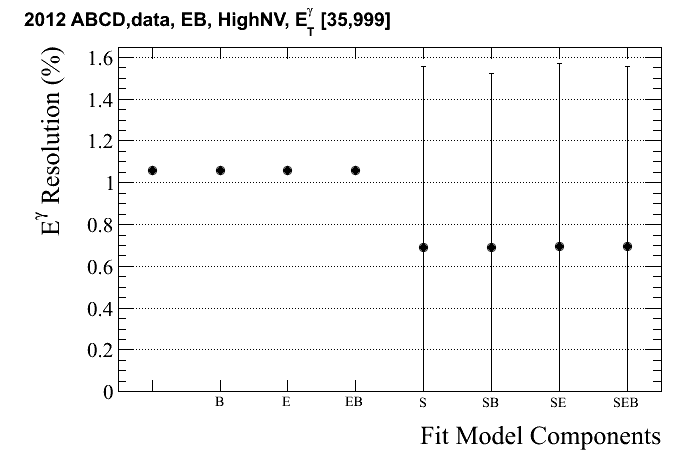 2012 ABCD,data, EB, HighNV, E_T^γ [35,999]
E^γ Resolution (%)
1.6
1.4
1.2
1
0.8
0.6
0.4
0.2
0
B E EB S SB SE SEB
Fit Model Components